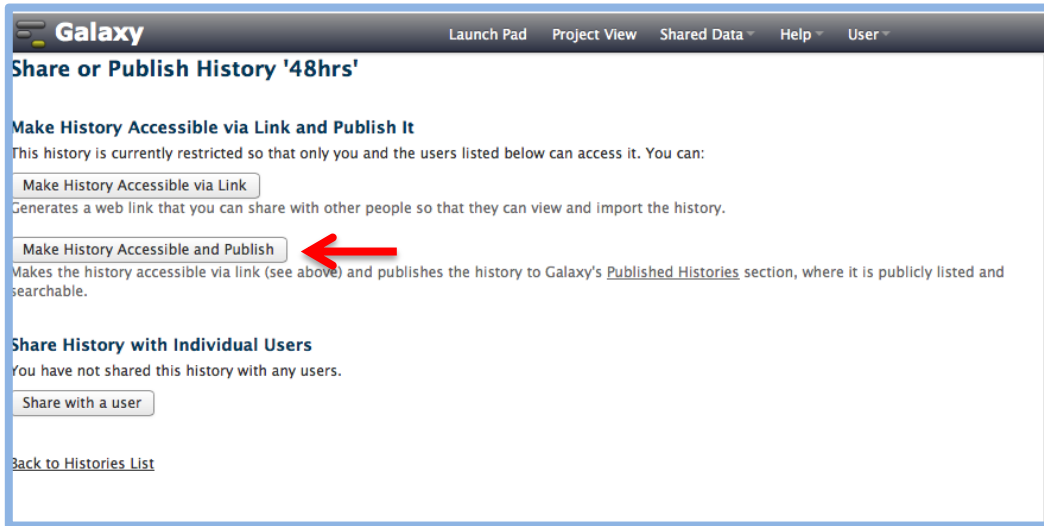 Galaxy Launch Pad Project View Shared Data Help User
Share or Publish History '48hrs'
Make History Accessible via Link and Publish It
This history is currently restricted so that only you and the users listed below can access it. You can:
Make History Accessible via Link
Generates a web link that you can share with other people so that they can view and import the history.
Make History Accessible and Publish
Makes the history accessible via link (see above) and publishes the history to Galaxy's Published Histories section, where it is publicly listed and
searchable.
Share History with Individual Users
You have not shared this history with any users.
Share with a user
Back to Histories List